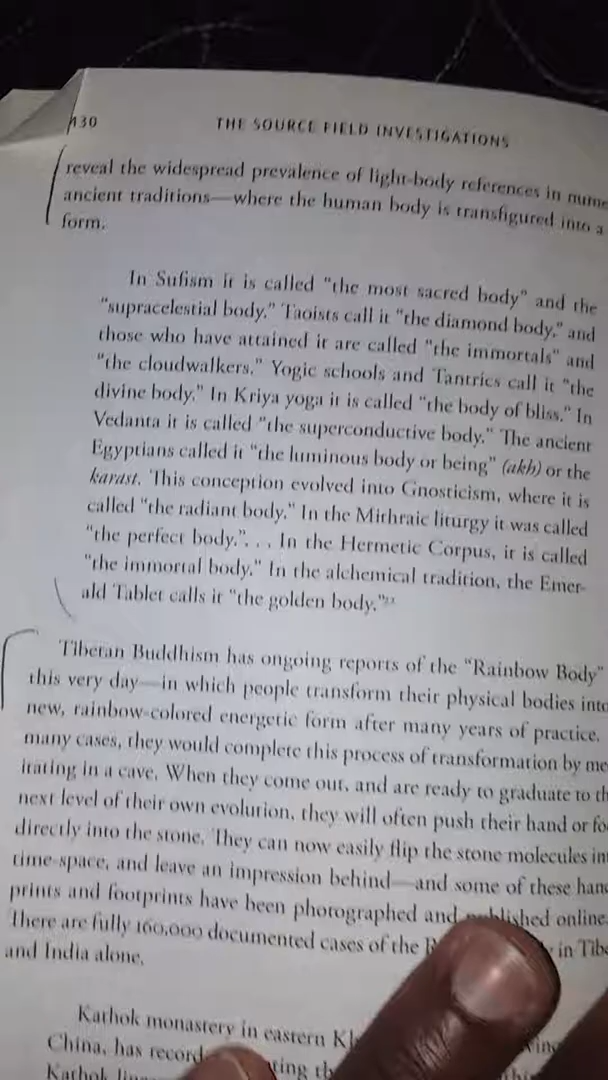 130
THE SOURCE FIELD INVESTIGATIONS
reveal the widespread prevalence of light-body references in
ancient traditions—where the human body is transfigured into a
form.
In Sufism it is called "the most sacred body" and the
"supracelestial body." Taoists call it "the diamond body," and
those who have attained it are called "the immortals" and
"the cloudwalkers." Yogic schools and Tantrics call it "the
divine body." In Kriya yoga it is called "the body of bliss." In
Vedanta it is called "the superconductive body." The ancient
Egyptians called it "the luminous body or being" (akh) or the
karast. This conception evolved into Gnosticism, where it is
called "the radiant body." In the Mithraic liturgy it was called
"the perfect body.". . . In the Hermetic Corpus, it is called
"the immortal body." In the alchemical tradition, the Emer-
ald Tablet calls it "the golden body."
Tibetan Buddhism has ongoing reports of the "Rainbow Body"
this very day—in which people transform their physical bodies into
new, rainbow-colored energetic form after many years of practice.
many cases, they would complete this process of transformation by
itating in a cave. When they come out, and are ready to graduate to
next level of their own evolution, they will often push their hand or
directly into the stone. They can now easily flip the stone molecules
time-space, and leave an impression behind—and some of these
prints and footprints have been photographed and published online.
There are fully 160,000 documented cases of the in
and India alone.
Kathok monastery in eastern
China, has
Kathok